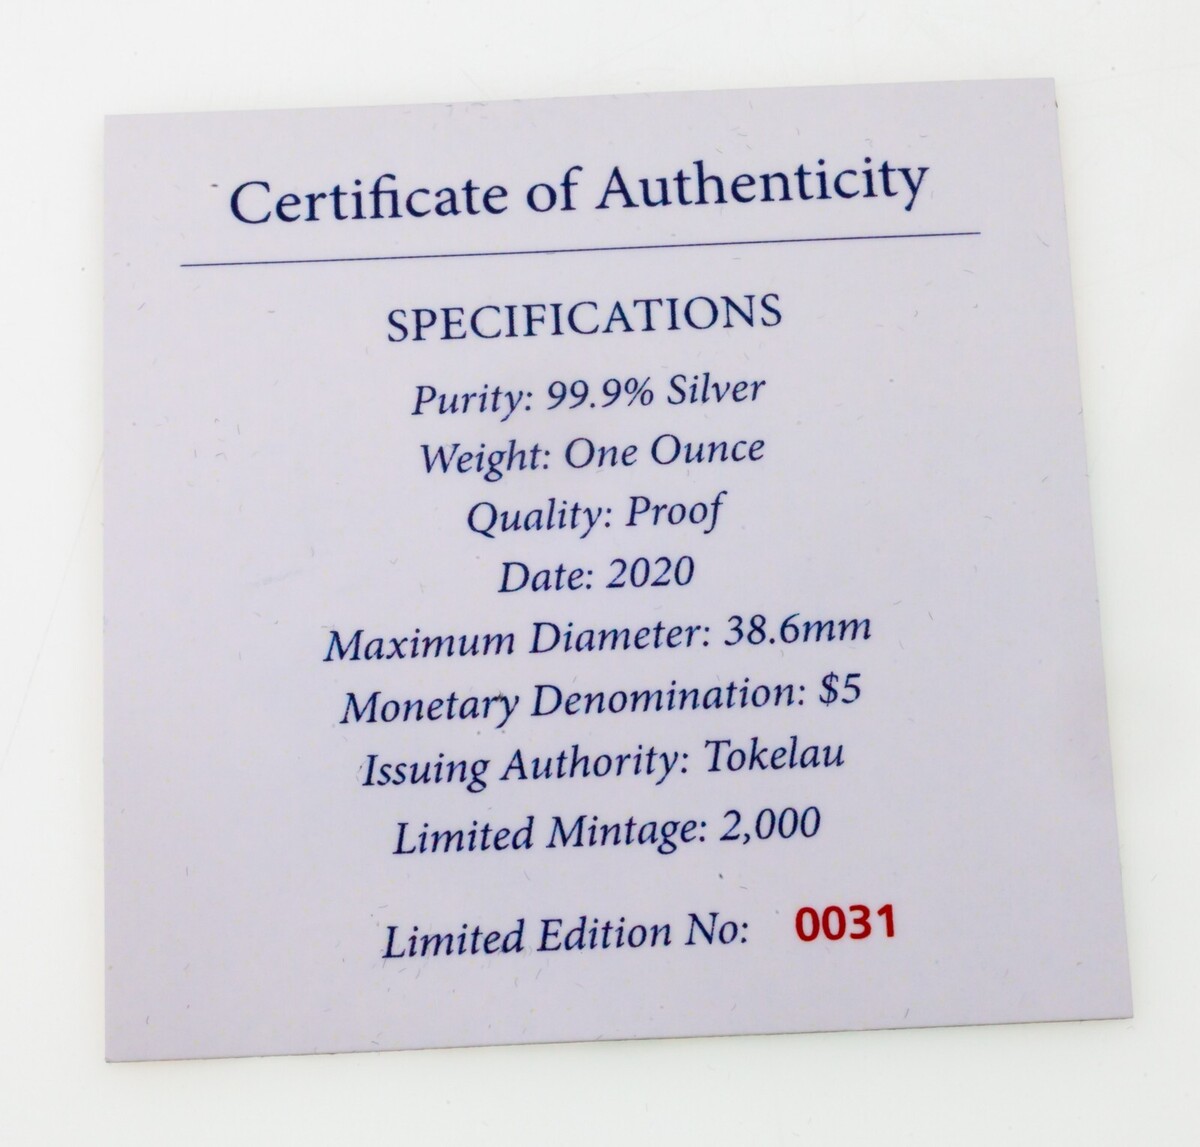 Certificate of Authenticity
SPECIFICATIONS
Purity: 99.9% Silver
Weight: One Ounce
Quality: Proof
Date: 2020
Maximum Diameter: 38.6mm
Monetary Denomination: $5
Issuing Authority: Tokelau
Limited Mintage: 2,000
Limited Edition No: 0031